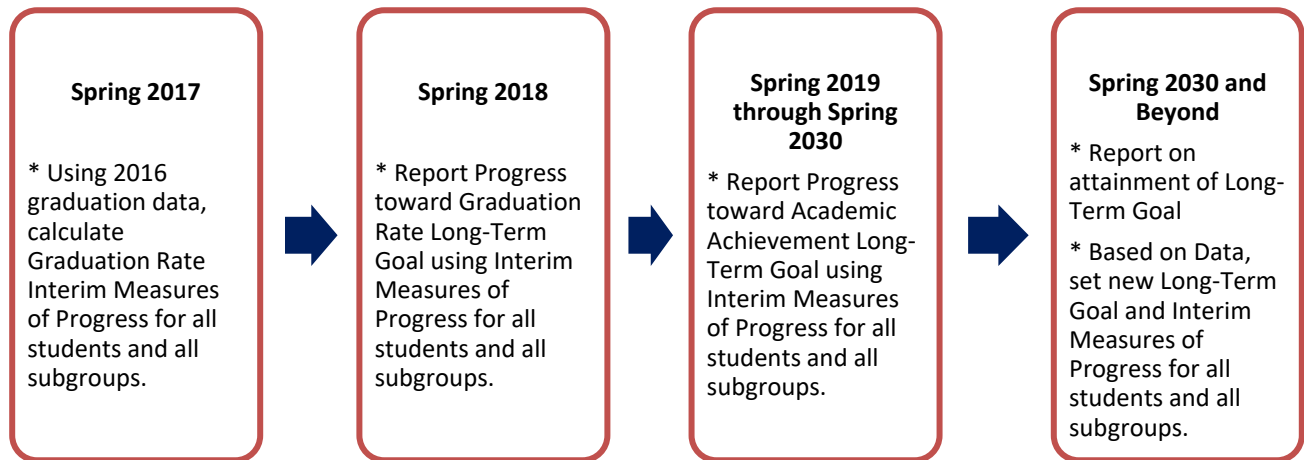 Spring 2017
* Using 2016
graduation data,
calculate
Graduation Rate
Interim Measures
of Progress for all
students and all
subgroups.
Spring 2018
* Report Progress
toward Graduation
Rate Long-Term
Goal using Interim
Measures of
Progress for all
students and all
subgroups.
Spring 2019
through Spring
2030
* Report Progress
toward Academic
Achievement Long-
Term Goal using
Interim Measures
of Progress for all
students and all
subgroups.
Spring 2030 and
Beyond
* Report on
attainment of Long-
Term Goal
* Based on Data,
set new Long-Term
Goal and Interim
Measures of
Progress for all
students and all
subgroups.